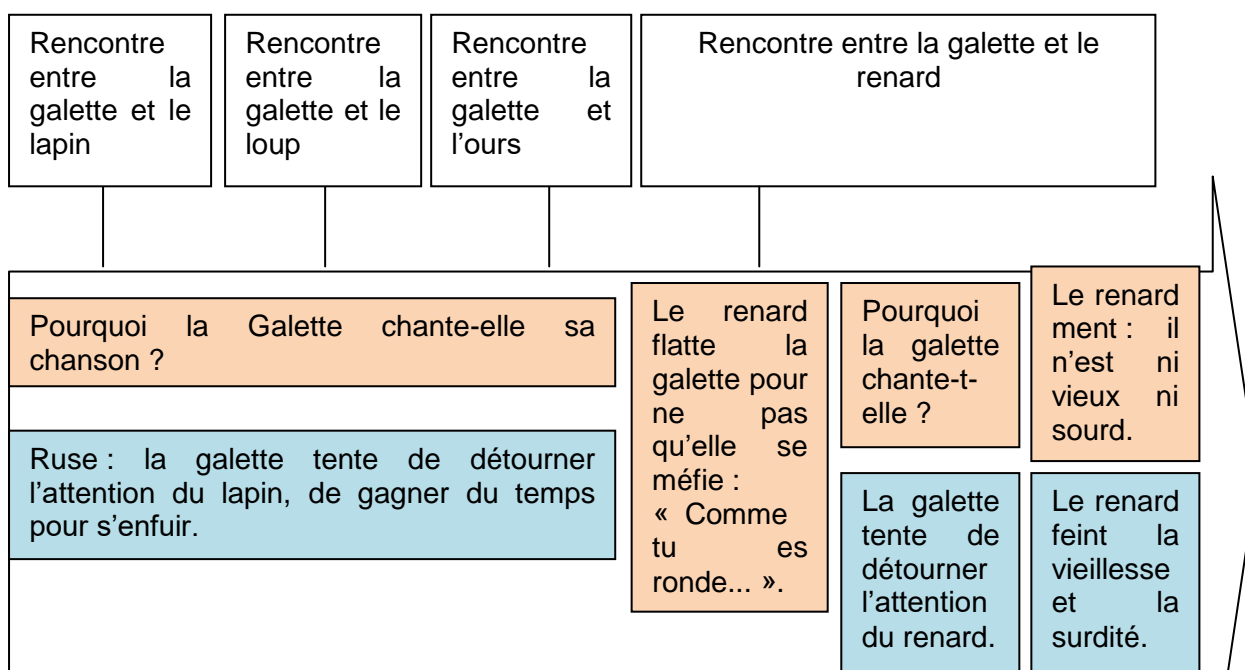 Rencontre
entre la
galette et le
lapin
Rencontre
entre la
galette et le
loup
Rencontre
entre la
galette et
l'ours
Rencontre entre la galette et le
renard
Pourquoi la Galette chante-elle sa
chanson ?
Ruse : la galette tente de détourner
l'attention du lapin, de gagner du temps
pour s'enfuir.
Le renard
flatte la
galette pour
ne pas
qu'elle se
méfie :
« Comme
tu es
ronde... ».
Pourquoi
la galette
chante-t-
elle ?
La galette
tente de
détourner
l'attention
du renard.
Le renard
ment : il
n'est ni
vieux ni
sourd.
Le renard
feint la
vieillesse
et la
surdité.